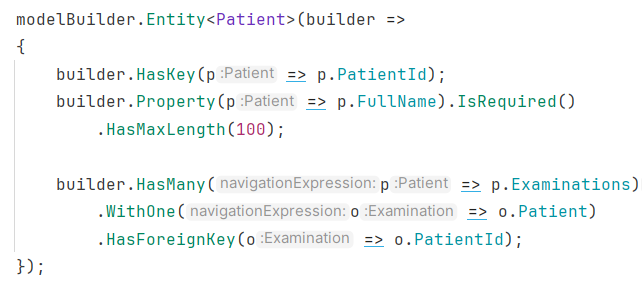 modelBuilder.Entity<Patient>(builder =>
{
    builder.HasKey(p :Patient => p.PatientId);
    builder.Property(p :Patient => p.FullName).IsRequired()
        .HasMaxLength(100);
    builder.HasMany( navigationExpression: p :Patient => p.Examinations)
        .WithOne( navigationExpression: o :Examination => o.Patient)
        .HasForeignKey(o :Examination => o.PatientId);
});